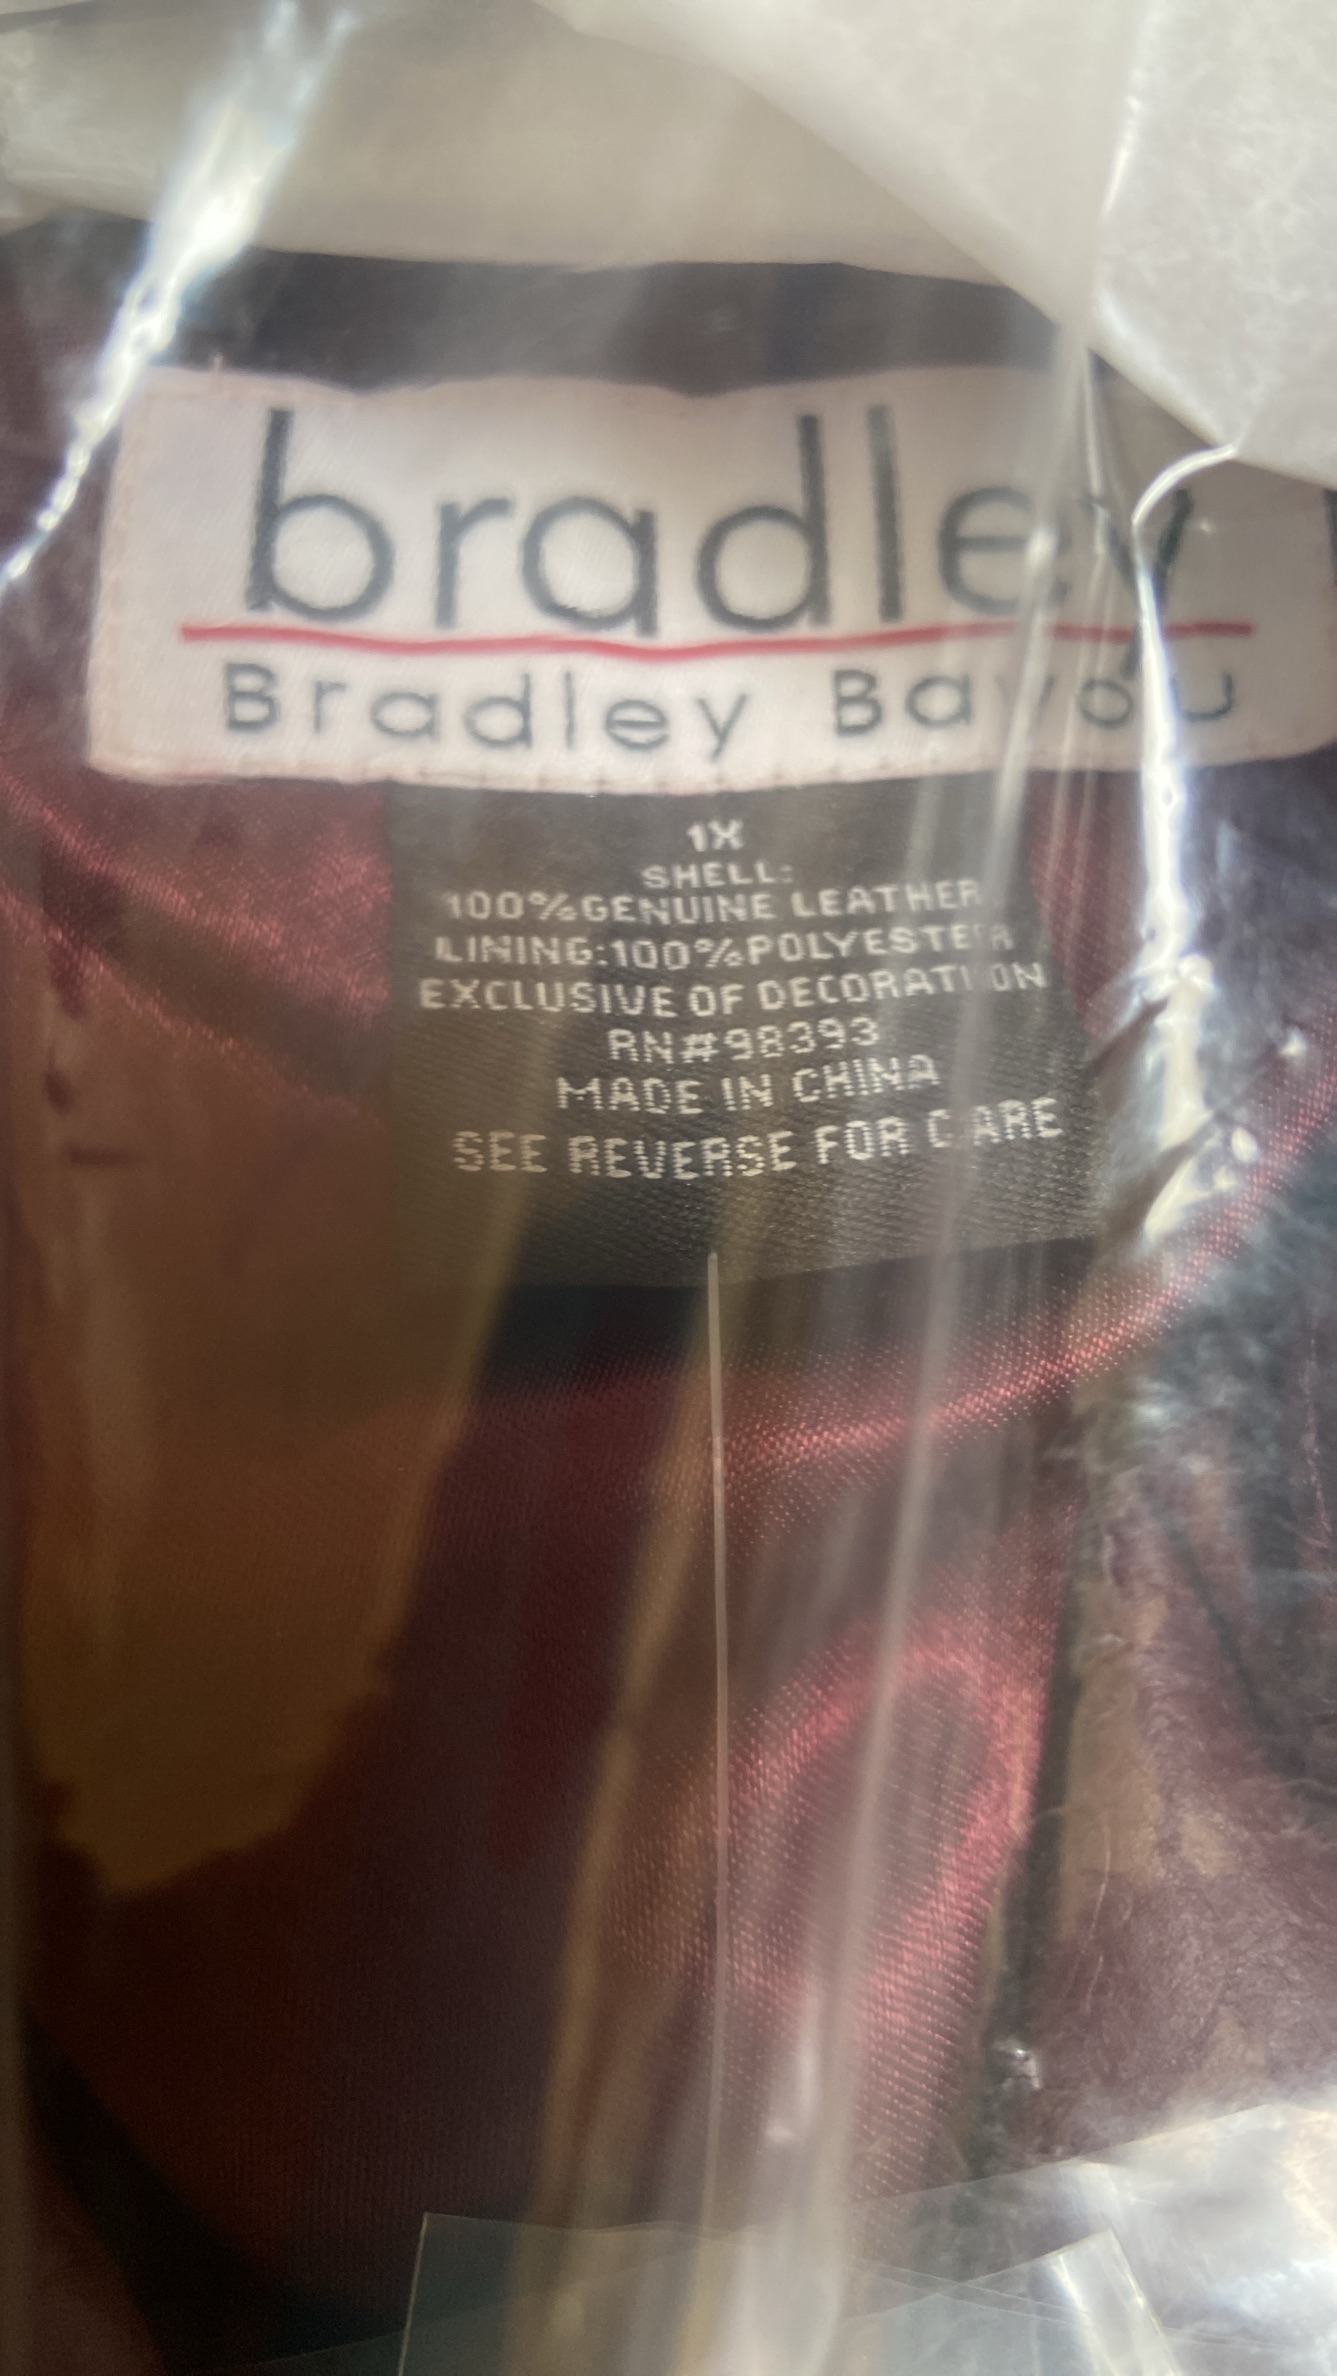 bradley
Bradley Bayou
1X
SHELL:
100%GENUINE LEATHER
LINING:100%POLYESTER
EXCLUSIVE OF DECORATION
RN#98393
MADE IN CHINA
SEE REVERSE FOR CARE